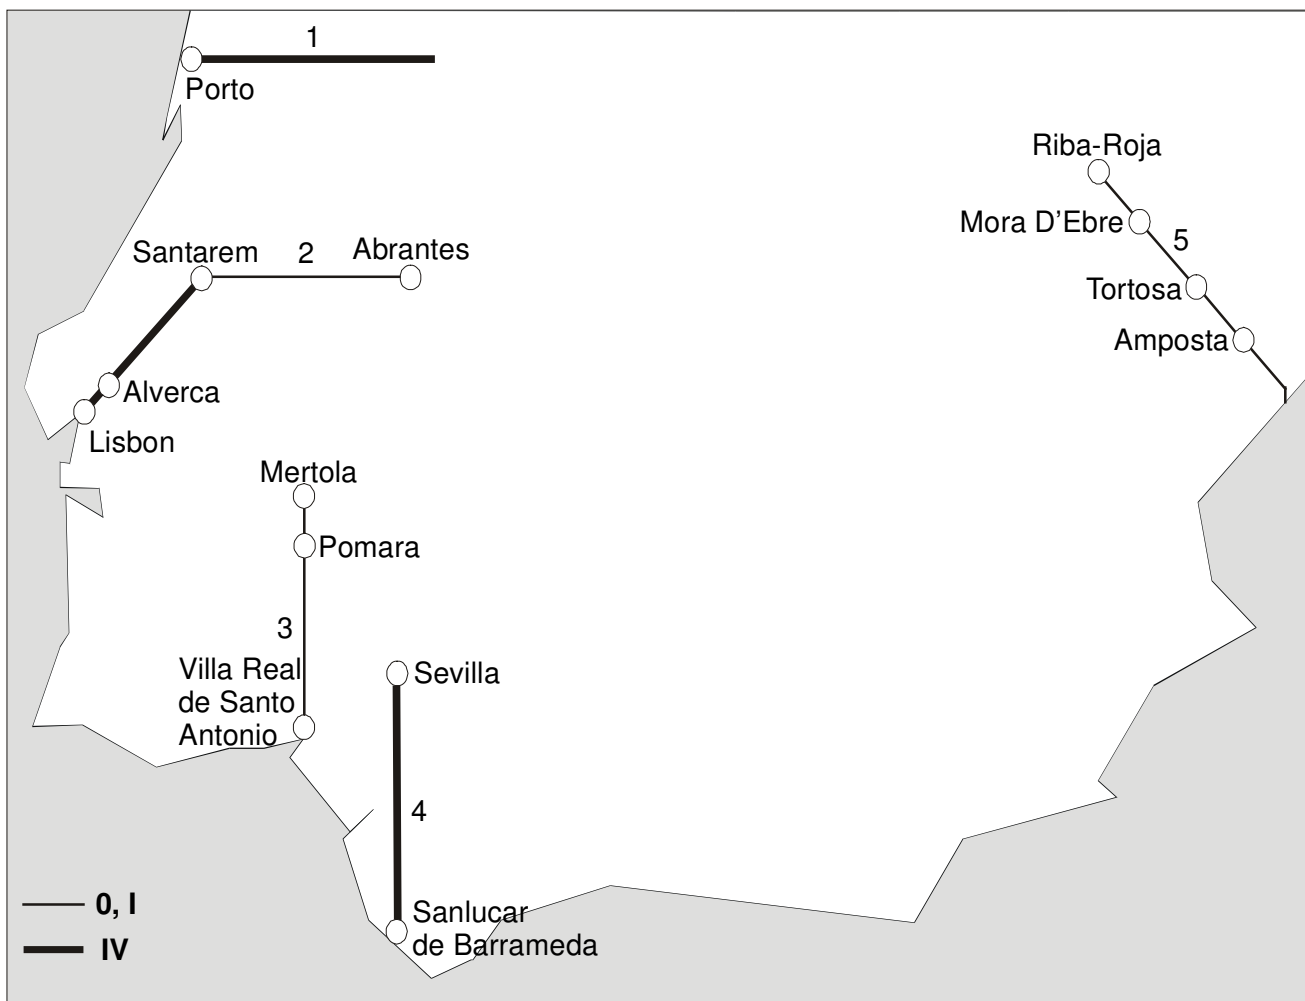 1
Porto
Riba-Roja
Mora D'Ebre
5
Santarem
2
Abrantes
Tortosa
Amposta
Alverca
Lisbon
Mertola
Pomara
3
Villa Real
de Santo
Antonio
Sevilla
4
0, I
IV
Sanlucar
de Barrameda